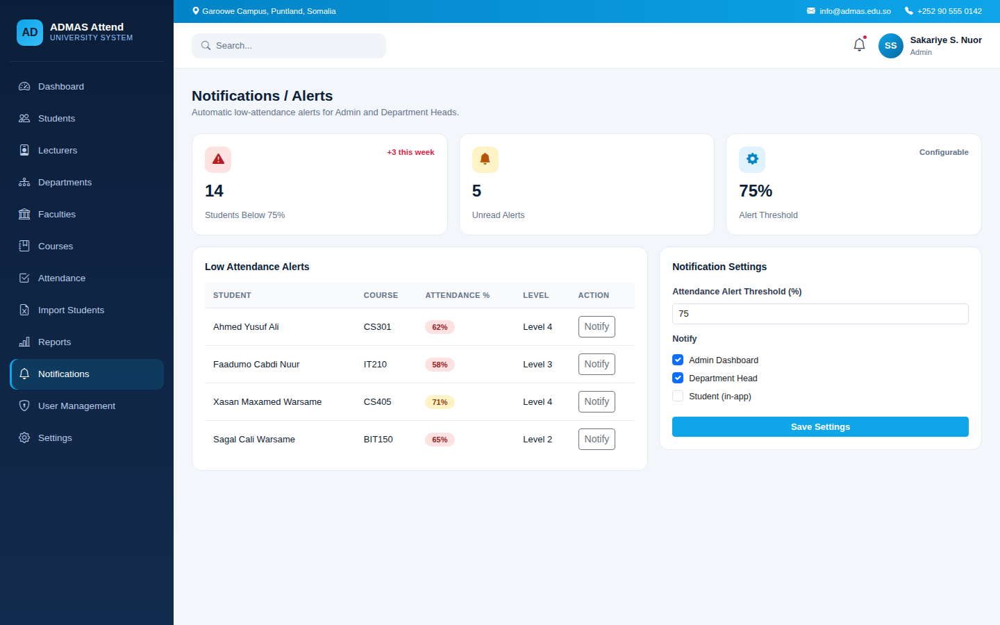 AD
ADMAS Attend
UNIVERSITY SYSTEM
Dashboard
Students
Lecturers
Departments
Faculties
Courses
Attendance
Import Students
Reports
Notifications
User Management
Settings
Garoowe Campus, Puntland, Somalia
info@admas.edu.so
+252 90 555 0142
Search...
SS
Sakariye S. Nuor
Admin
Notifications / Alerts
Automatic low-attendance alerts for Admin and Department Heads.
+3 this week
14
Students Below 75%
5
Unread Alerts
Configurable
75%
Alert Threshold
Low Attendance Alerts
STUDENT COURSE ATTENDANCE % LEVEL ACTION
Ahmed Yusuf Ali CS301 62% Level 4 Notify
Faadumo Cabdi Nuur IT210 58% Level 3 Notify
Xasan Maxamed Warsame CS405 71% Level 4 Notify
Sagal Cali Warsame BIT150 65% Level 2 Notify
Notification Settings
Attendance Alert Threshold (%)
75
Notify
Admin Dashboard
Department Head
Student (in-app)
Save Settings